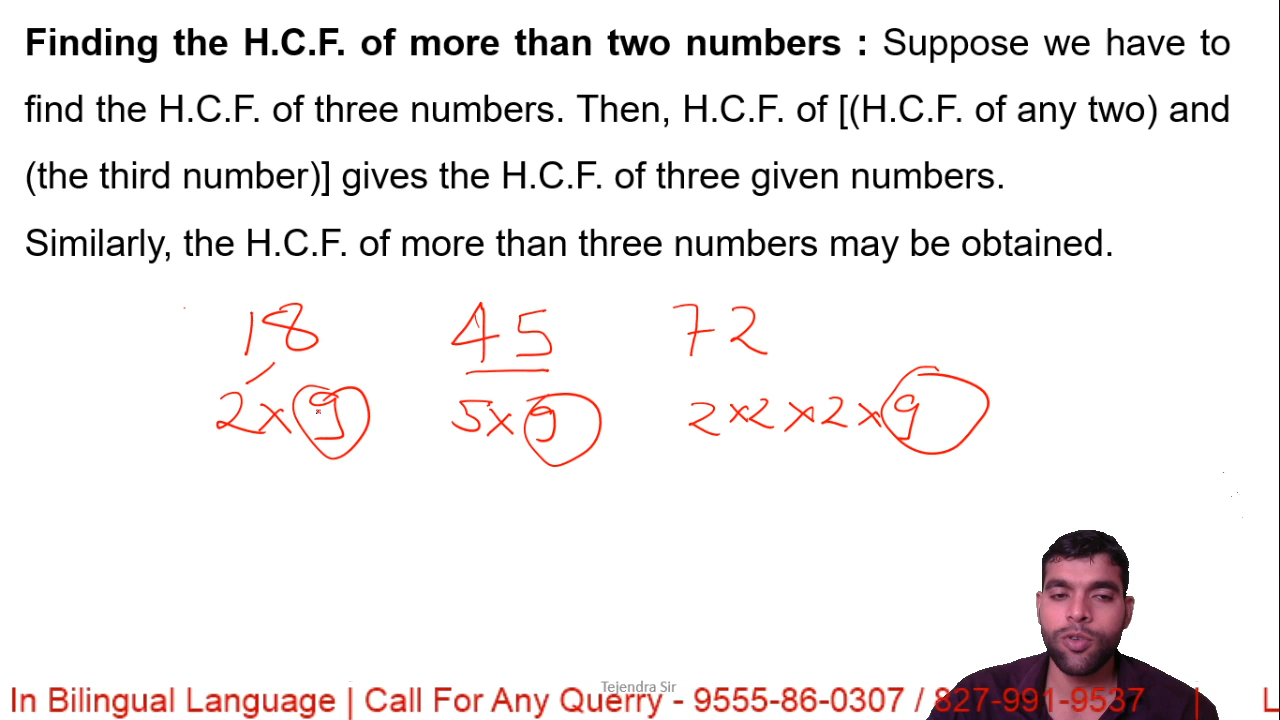 Finding the H.C.F. of more than two numbers : Suppose we have to
find the H.C.F. of three numbers. Then, H.C.F. of [(H.C.F. of any two) and
(the third number)] gives the H.C.F. of three given numbers.
Similarly, the H.C.F. of more than three numbers may be obtained.
18 45 72
2 × 9 5 × 9 2 × 2 × 2 × 9
Tejendra Sir
In Bilingual Language | Call For Any Querry - 9555-86-0307 / 827-991-9537 | L